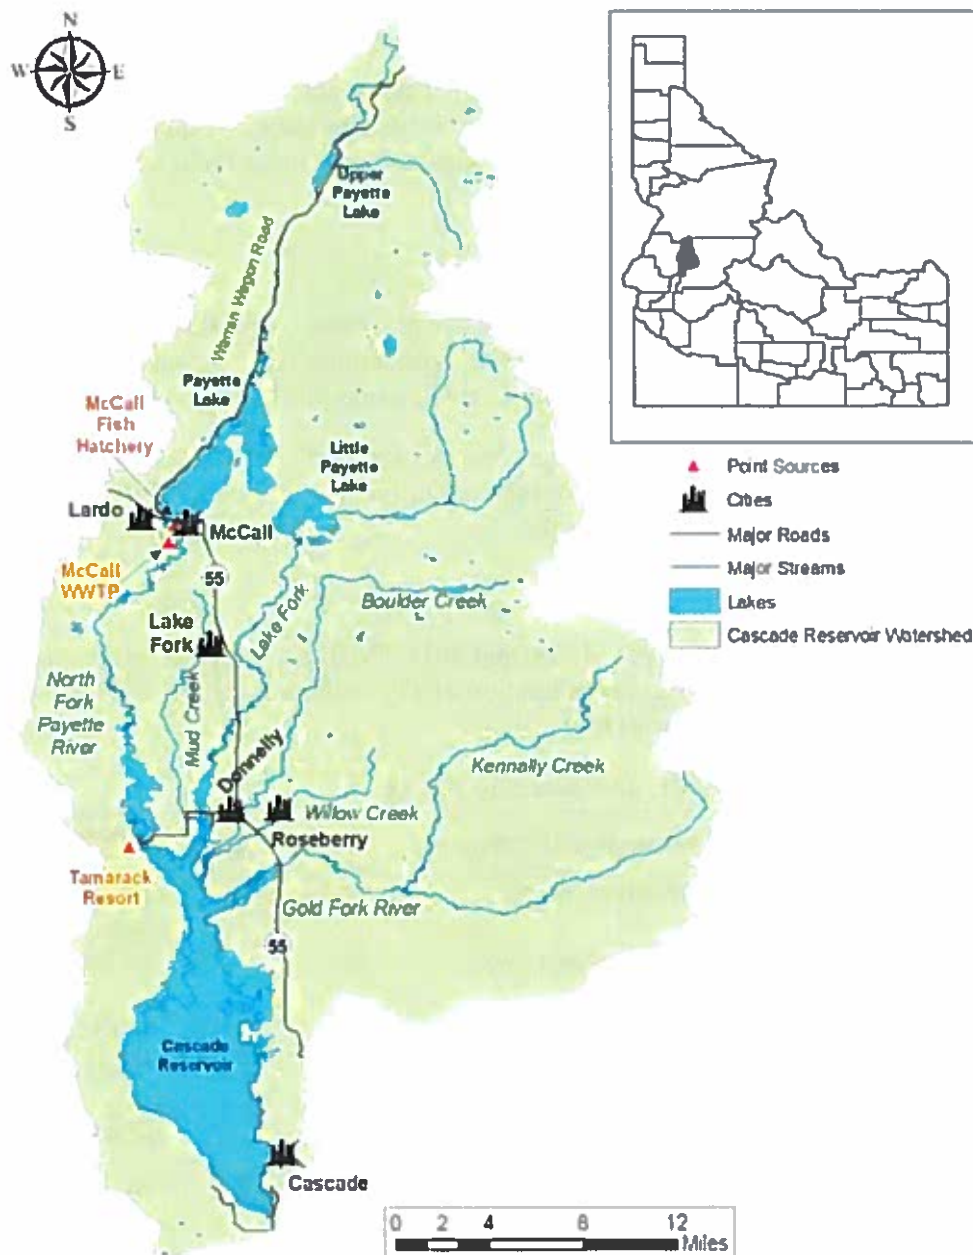 N
W
E
S
Upper
Payette
Lake
Warren Wagon Road
Payette
Lake
McCall
Fish
Hatchery
Little
Payette
Lake
Lardo
McCall
McCall
WWTP
55
Lake
Fork
Lake Fork
Boulder Creek
North
Fork
Payette
River
Mud Creek
Donnelly
Kennally Creek
Willow Creek
Roseberry
Tamarack
Resort
Gold Fork River
55
Cascade
Reservoir
Cascade
Point Sources
Cities
Major Roads
Major Streams
Lakes
Cascade Reservoir Watershed
0 2 4 8 12
Miles